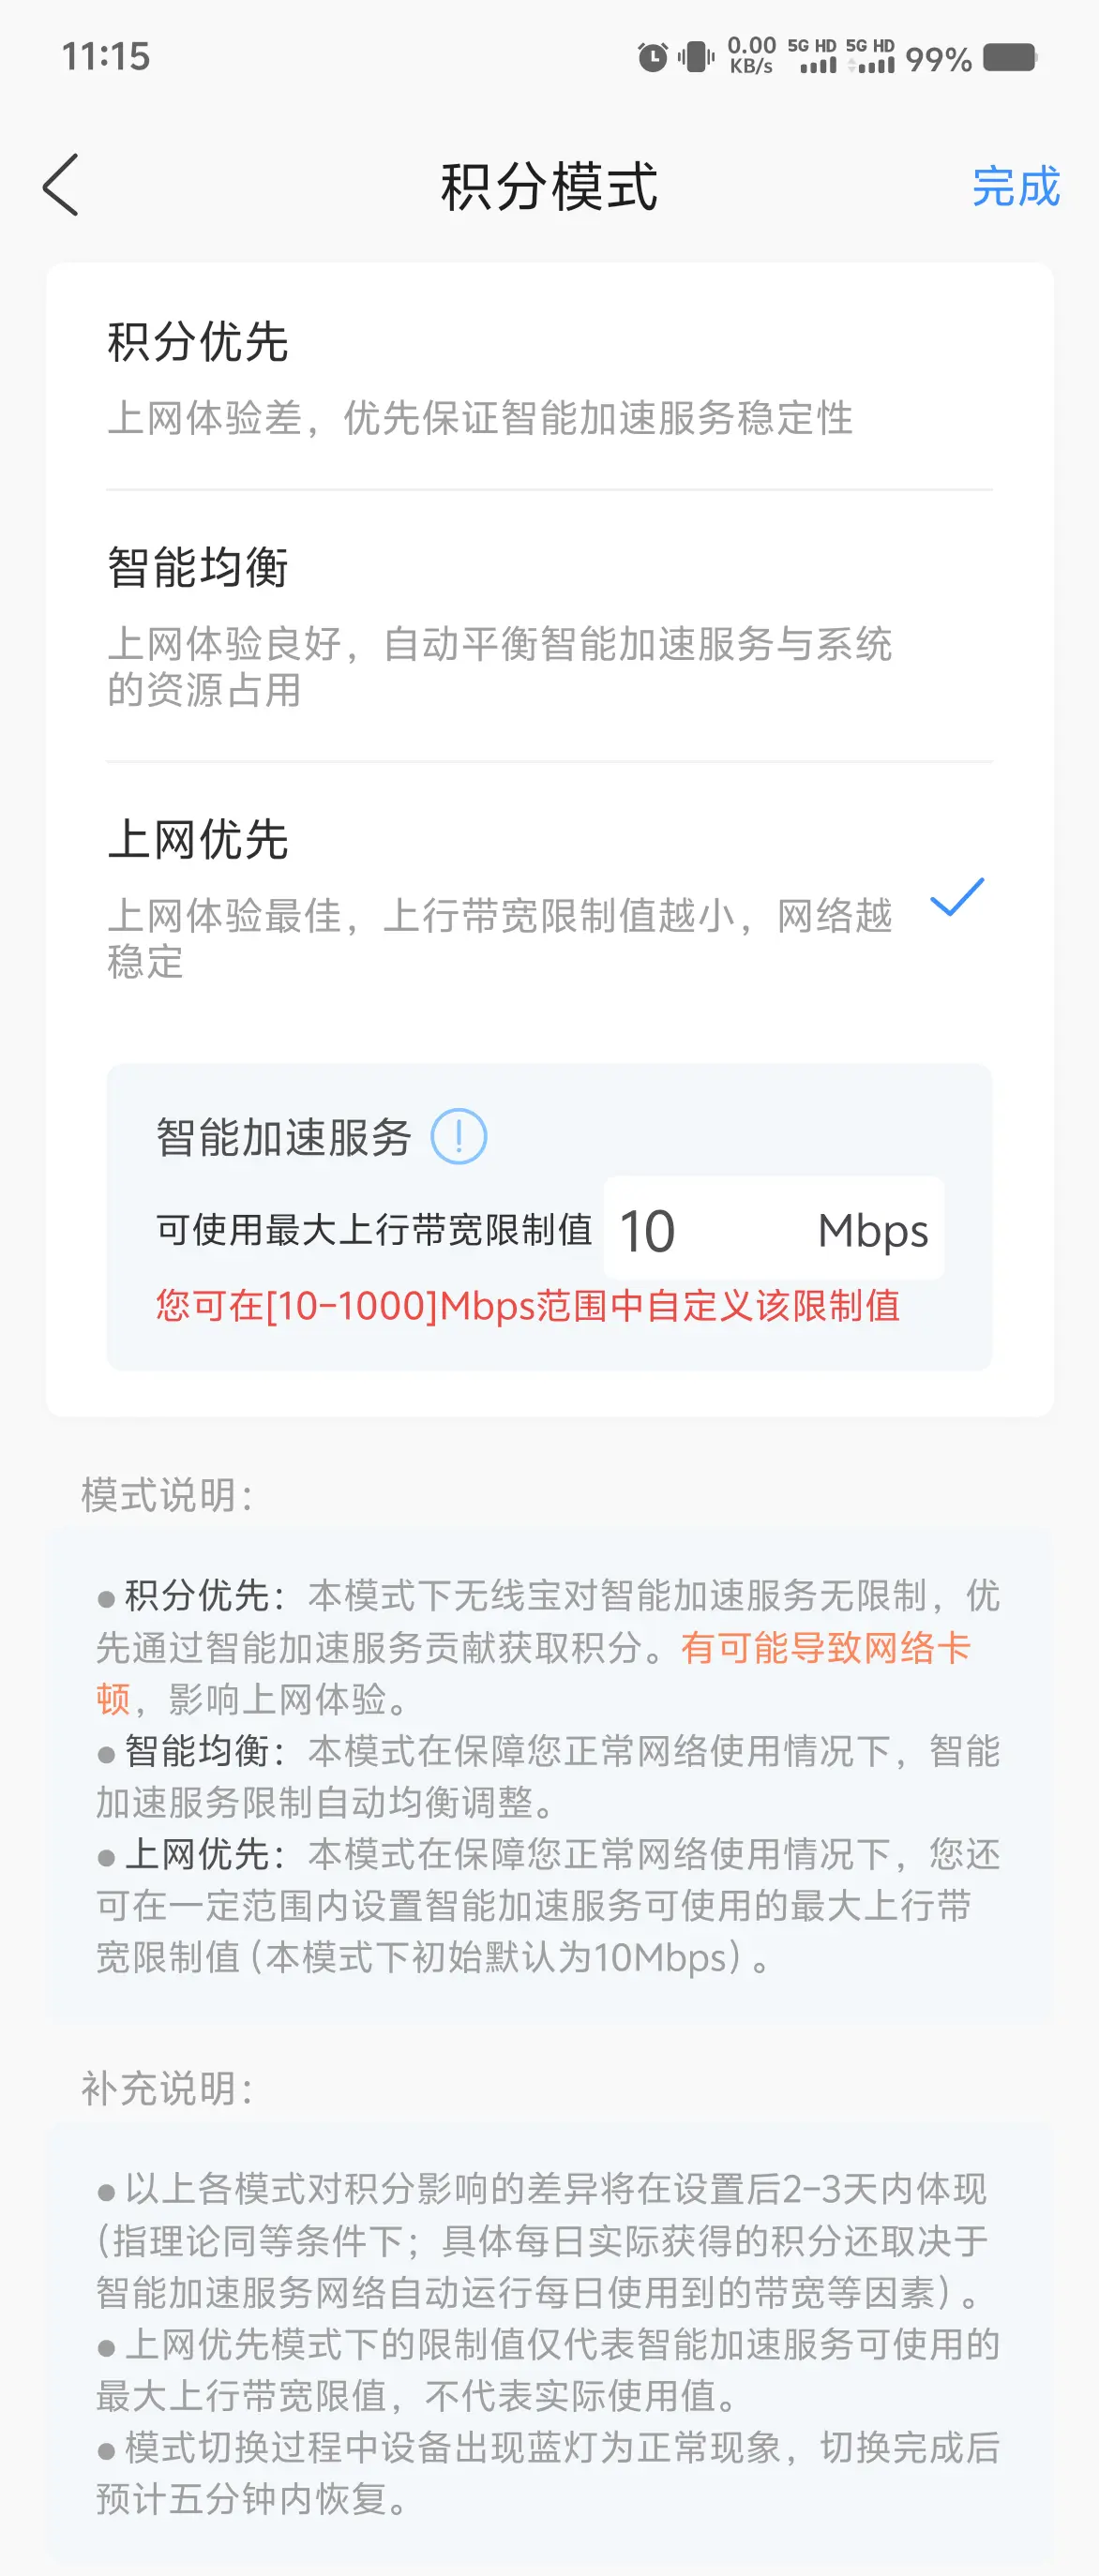 11:15
0.00 KB/s 5G HD 5G HD 99%
积分模式
完成
积分优先
上网体验差，优先保证智能加速服务稳定性
智能均衡
上网体验良好，自动平衡智能加速服务与系统
的资源占用
上网优先
上网体验最佳，上行带宽限制值越小，网络越
稳定
智能加速服务
可使用最大上行带宽限制值 10 Mbps
您可在[10-1000]Mbps范围中自定义该限制值
模式说明：
●积分优先：本模式下无线宝对智能加速服务无限制，优
先通过智能加速服务贡献获取积分。有可能导致网络卡
顿，影响上网体验。
●智能均衡：本模式在保障您正常网络使用情况下，智能
加速服务限制自动均衡调整。
●上网优先：本模式在保障您正常网络使用情况下，您还
可在一定范围内设置智能加速服务可使用的最大上行带
宽限制值（本模式下初始默认为10Mbps）。
补充说明：
●以上各模式对积分影响的差异将在设置后2-3天内体现
（指理论同等条件下；具体每日实际获得的积分还取决于
智能加速服务网络自动运行每日使用到的带宽等因素）。
●上网优先模式下的限制值仅代表智能加速服务可使用的
最大上行带宽限值，不代表实际使用值。
●模式切换过程中设备出现蓝灯为正常现象，切换完成后
预计五分钟内恢复。